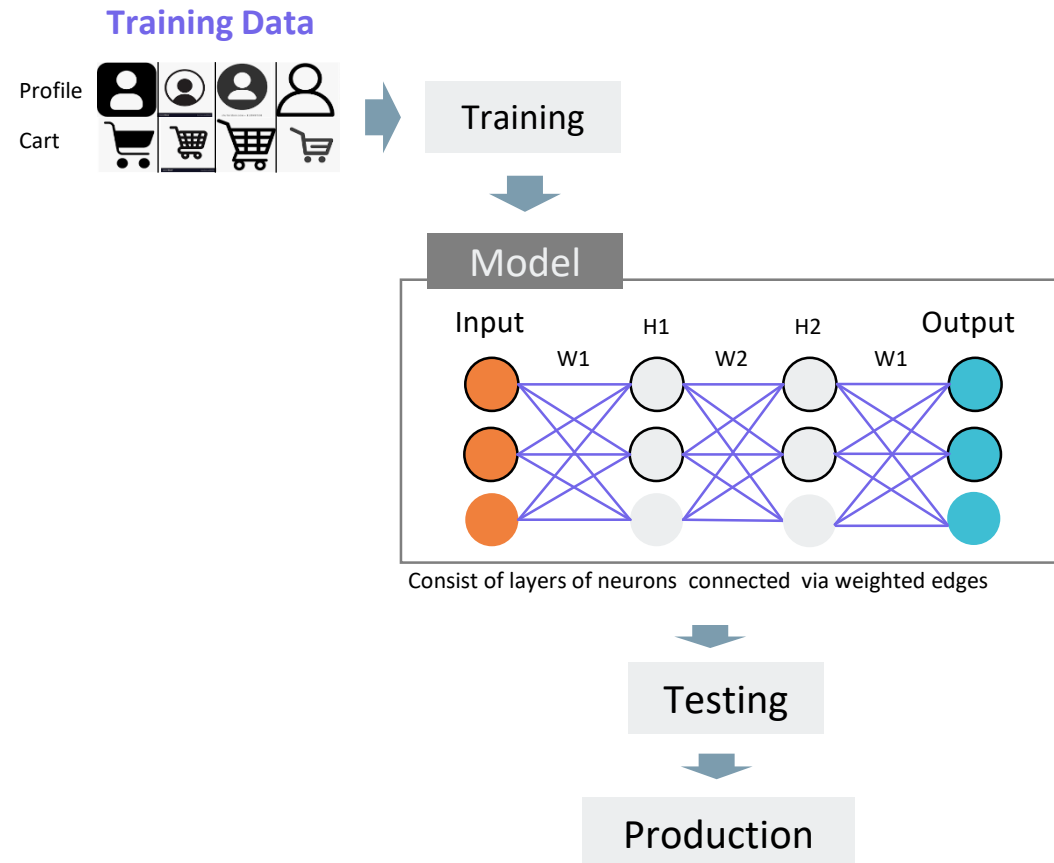 Training Data
Profile
Cart
Training
Model
Input H1 H2 Output
W1 W2 W1
Consist of layers of neurons connected via weighted edges
Testing
Production